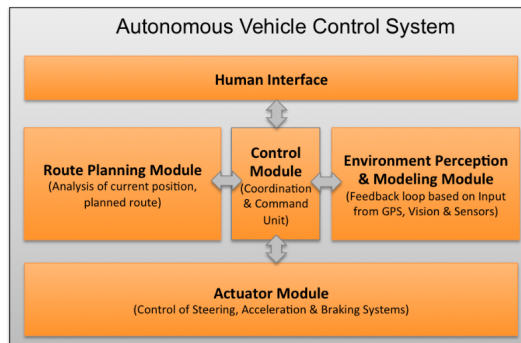 Autonomous Vehicle Control System
Human Interface
Route Planning Module
(Analysis of current position,
planned route)
Control
Module
(Coordination
& Command
Unit)
Environment Perception
& Modeling Module
(Feedback loop based on Input
from GPS, Vision & Sensors)
Actuator Module
(Control of Steering, Acceleration & Braking Systems)